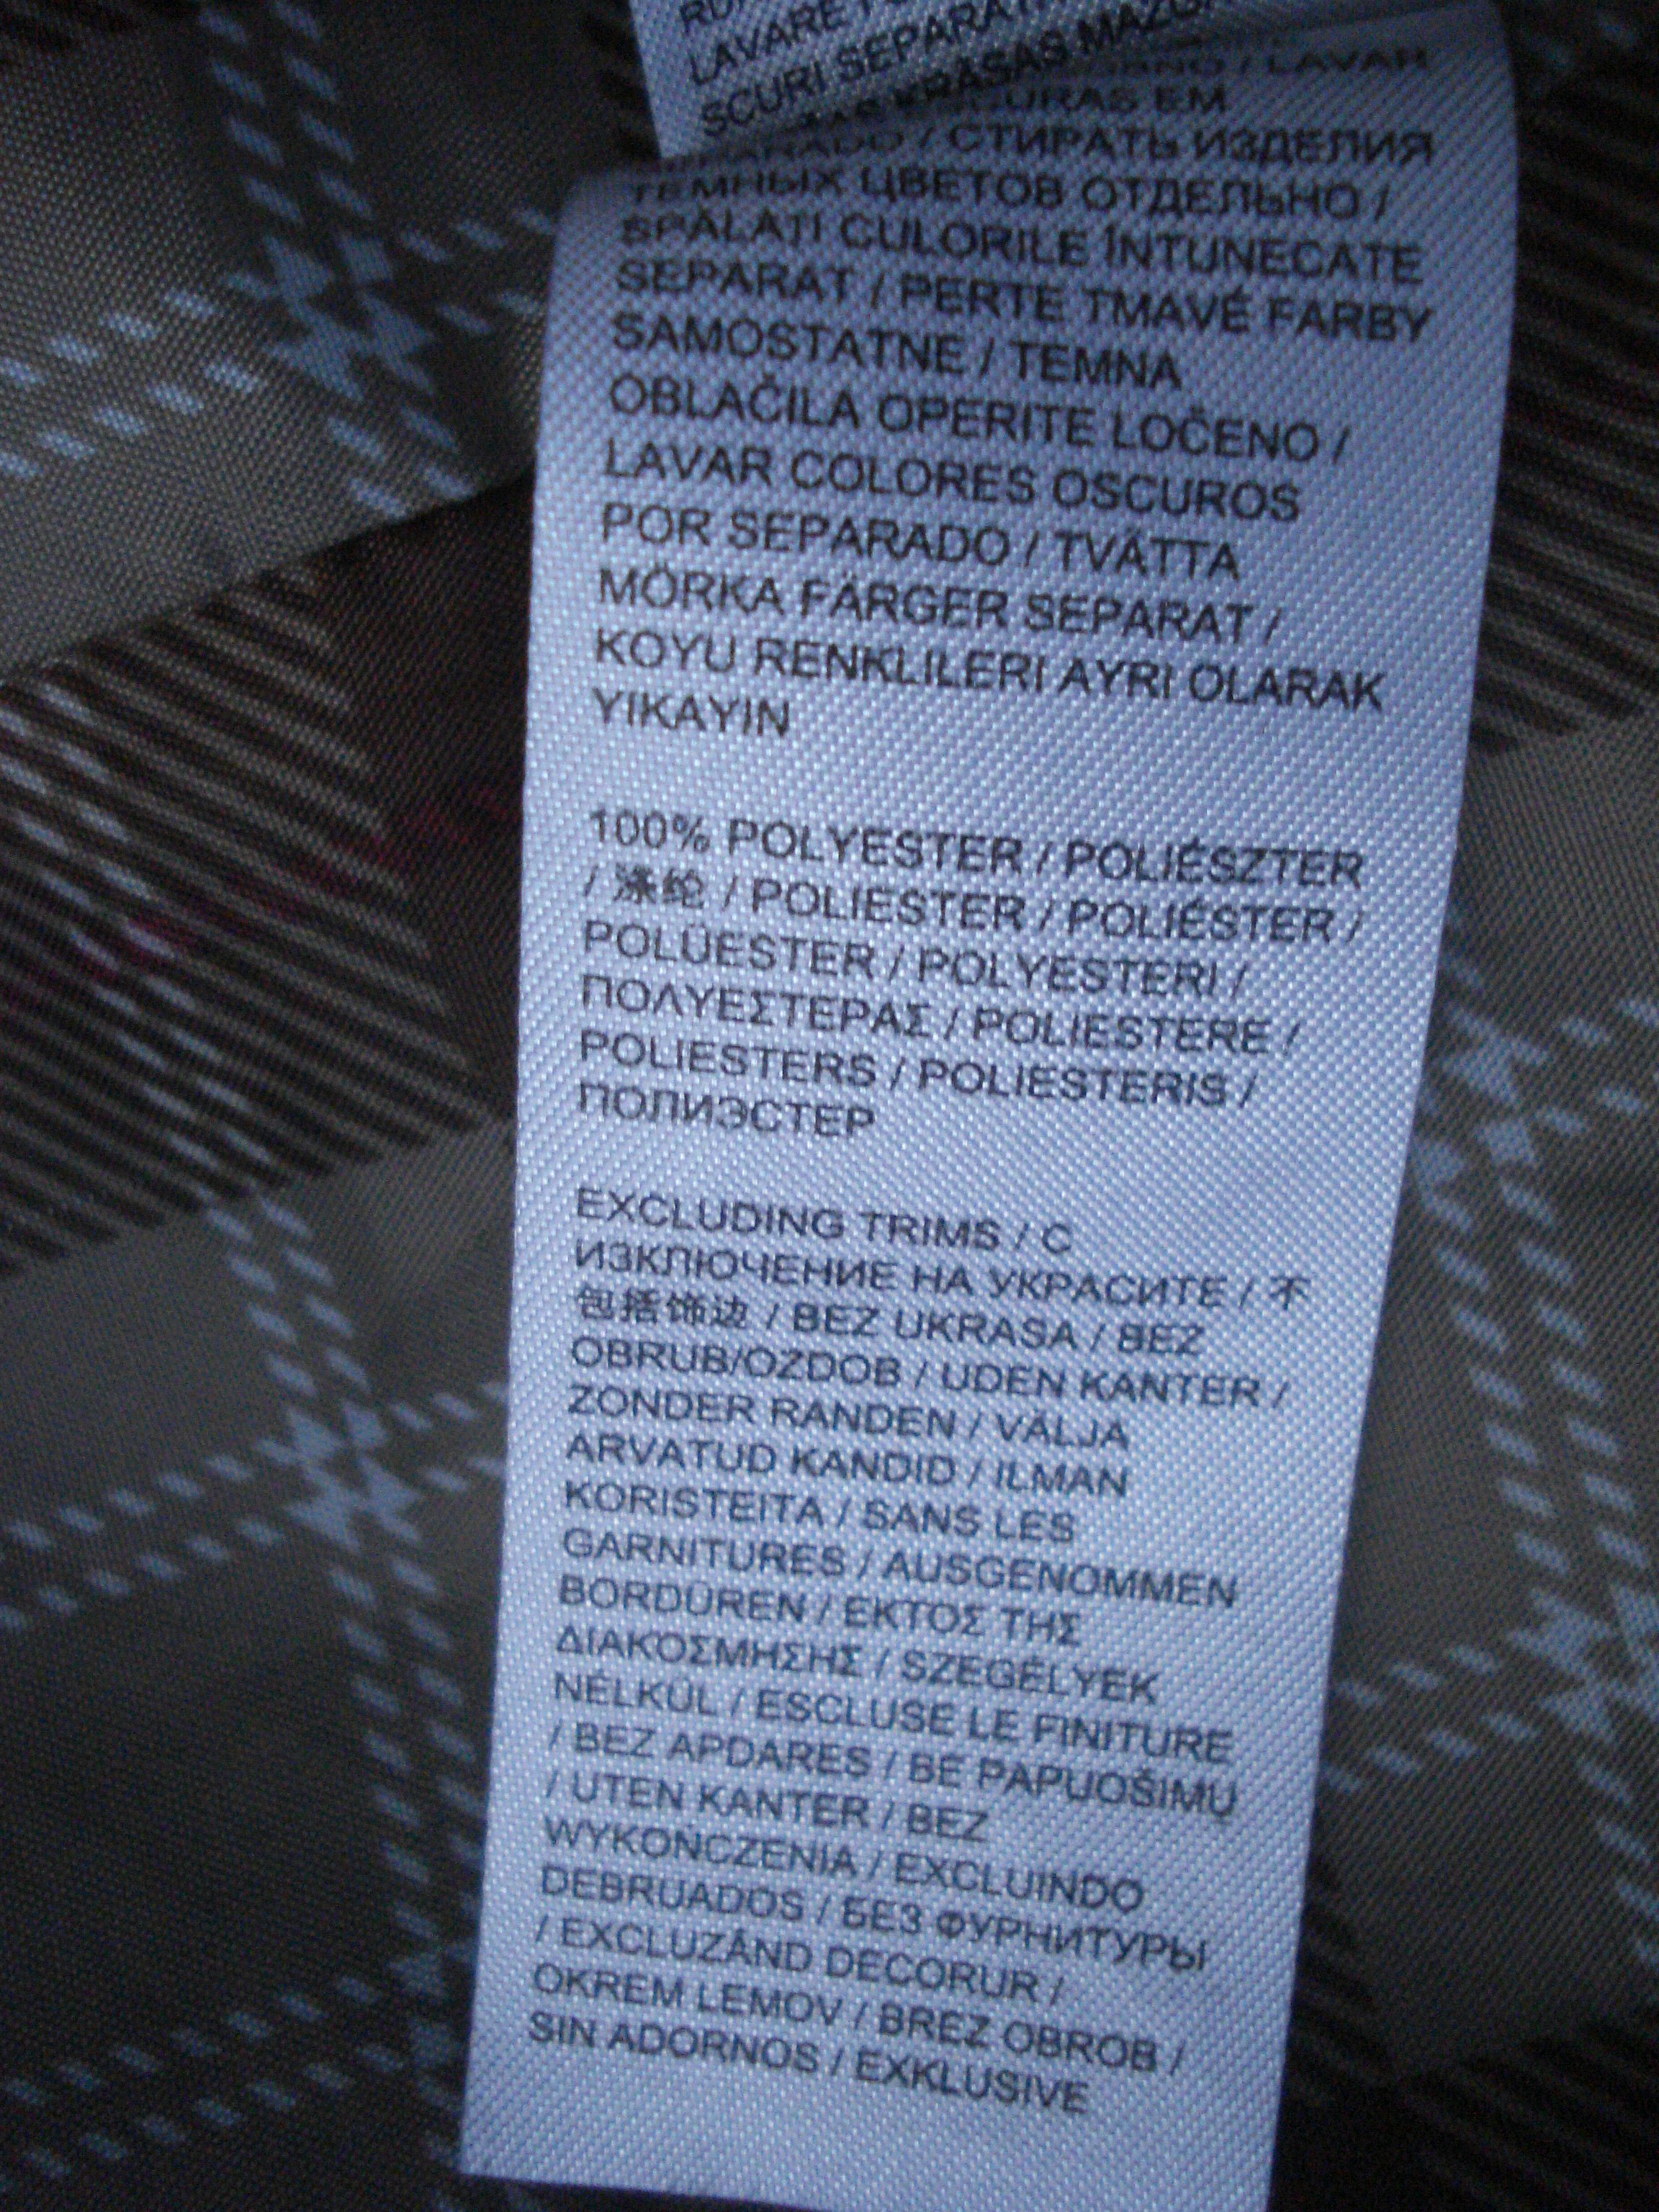 LAVARE
SCURI SEPARAT
KRĀSAS MAZG
/ LAVAR
EM
/ СТИРАТЬ ИЗДЕЛИЯ
ТЕМНЫХ ЦВЕТОВ ОТДЕЛЬНО /
SPĂLAȚI CULORILE ÎNTUNECATE
SEPARAT / PERTE TMAVÉ FARBY
SAMOSTATNE / TEMNA
OBLAČILA OPERITE LOČENO /
LAVAR COLORES OSCUROS
POR SEPARADO / TVÄTTA
MÖRKA FÄRGER SEPARAT /
KOYU RENKLILERI AYRI OLARAK
YIKAYIN
100% POLYESTER / POLIÉSZTER
/ 涤纶 / POLIESTER / POLIÉSTER /
POLÜESTER / POLYESTERI /
ΠΟΛΥΕΣΤΕΡΑΣ / POLIESTERE /
POLIESTERS / POLIESTERIS /
ПОЛИЭСТЕР
EXCLUDING TRIMS / С
ИЗКЛЮЧЕНИЕ НА УКРАСИТЕ / 不
包括饰边 / BEZ UKRASA / BEZ
OBRUB/OZDOB / UDEN KANTER /
ZONDER RANDEN / VÄLJA
ARVATUD KANDID / ILMAN
KORISTEITA / SANS LES
GARNITURES / AUSGENOMMEN
BORDÜREN / ΕΚΤΟΣ ΤΗΣ
ΔΙΑΚΟΣΜΗΣΗΣ / SZEGÉLYEK
NÉLKÜL / ESCLUSE LE FINITURE
/ BEZ APDARES / BE PAPUOŠIMŲ
/ UTEN KANTER / BEZ
WYKOŃCZENIA / EXCLUINDO
DEBRUADOS / БЕЗ ФУРНИТУРЫ
/ EXCLUZÂND DECORUR /
OKREM LEMOV / BREZ OBROB /
SIN ADORNOS / EXKLUSIVE